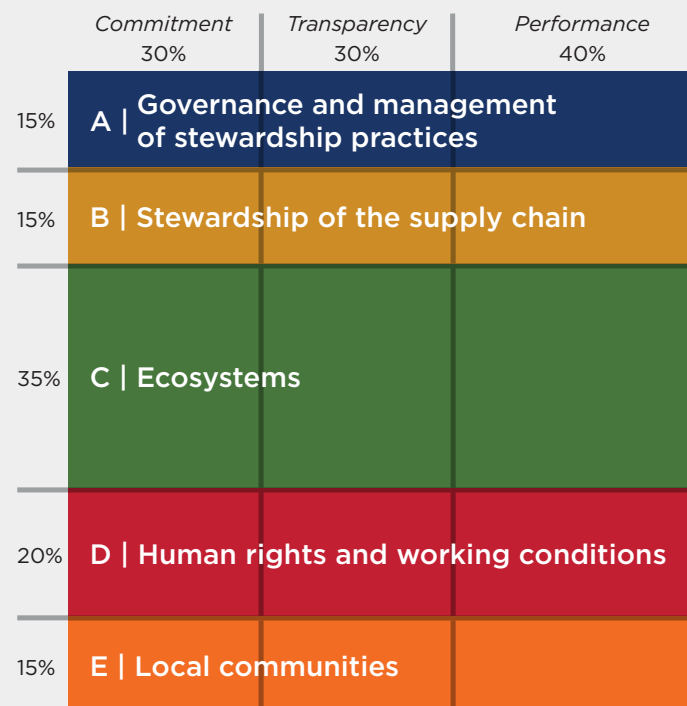 Commitment Transparency Performance
30% 30% 40%
15% A | Governance and management
of stewardship practices
15% B | Stewardship of the supply chain
35% C | Ecosystems
20% D | Human rights and working conditions
15% E | Local communities